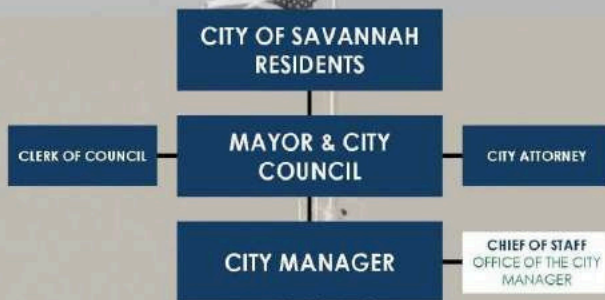 CITY OF SAVANNAH
RESIDENTS
CLERK OF COUNCIL
MAYOR & CITY
COUNCIL
CITY ATTORNEY
CITY MANAGER
CHIEF OF STAFF
OFFICE OF THE CITY
MANAGER